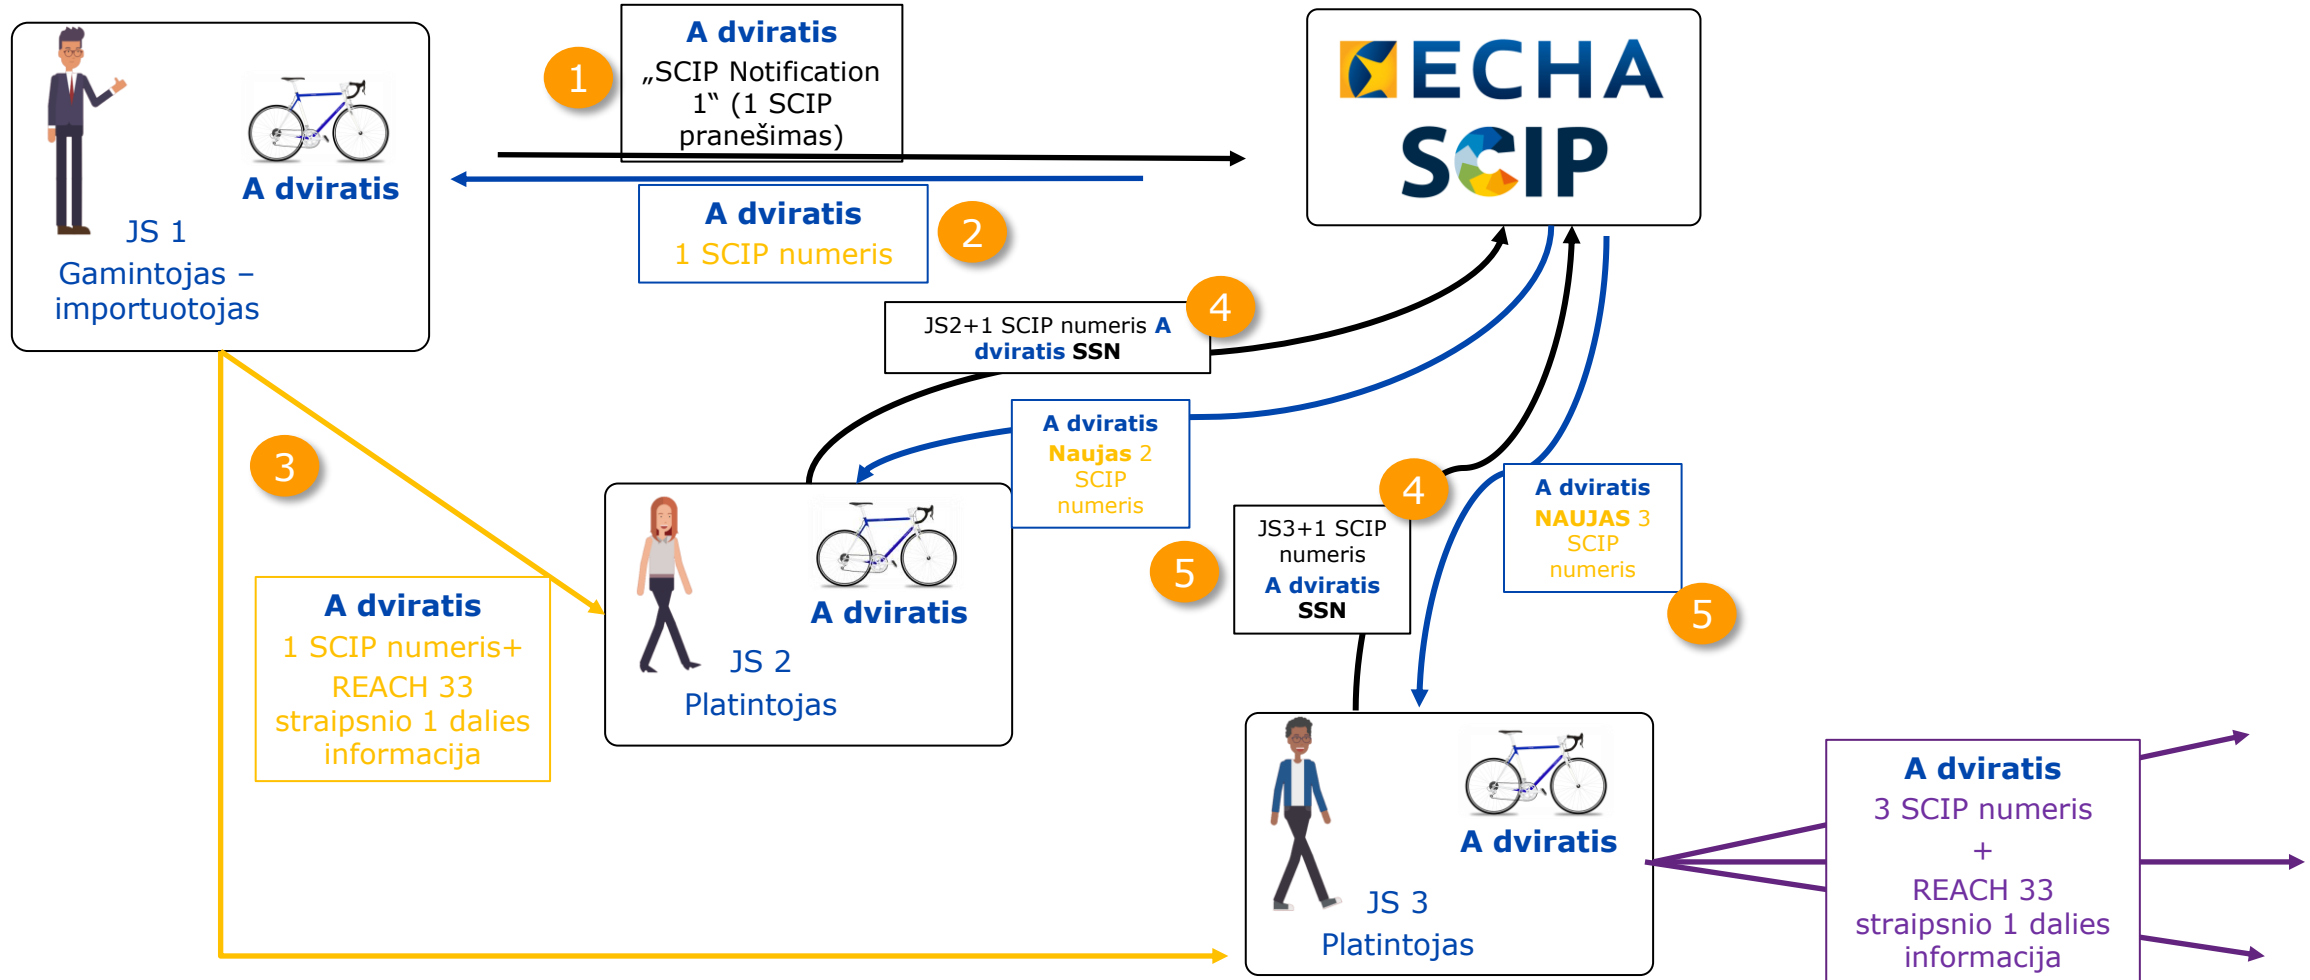 A dviratis
JS 1
Gamintojas –
importuotojas
1
A dviratis
„SCIP Notification
1“ (1 SCIP
pranešimas)
A dviratis
1 SCIP numeris
2
ECHA
SCIP
4
JS2+1 SCIP numeris A
dviratis SSN
A dviratis
Naujas 2
SCIP
numeris
3
A dviratis
1 SCIP numeris+
REACH 33
straipsnio 1 dalies
informacija
A dviratis
JS 2
Platintojas
4
5
JS3+1 SCIP
numeris
A dviratis
SSN
A dviratis
NAUJAS 3
SCIP
numeris
5
A dviratis
JS 3
Platintojas
A dviratis
3 SCIP numeris
+
REACH 33
straipsnio 1 dalies
informacija